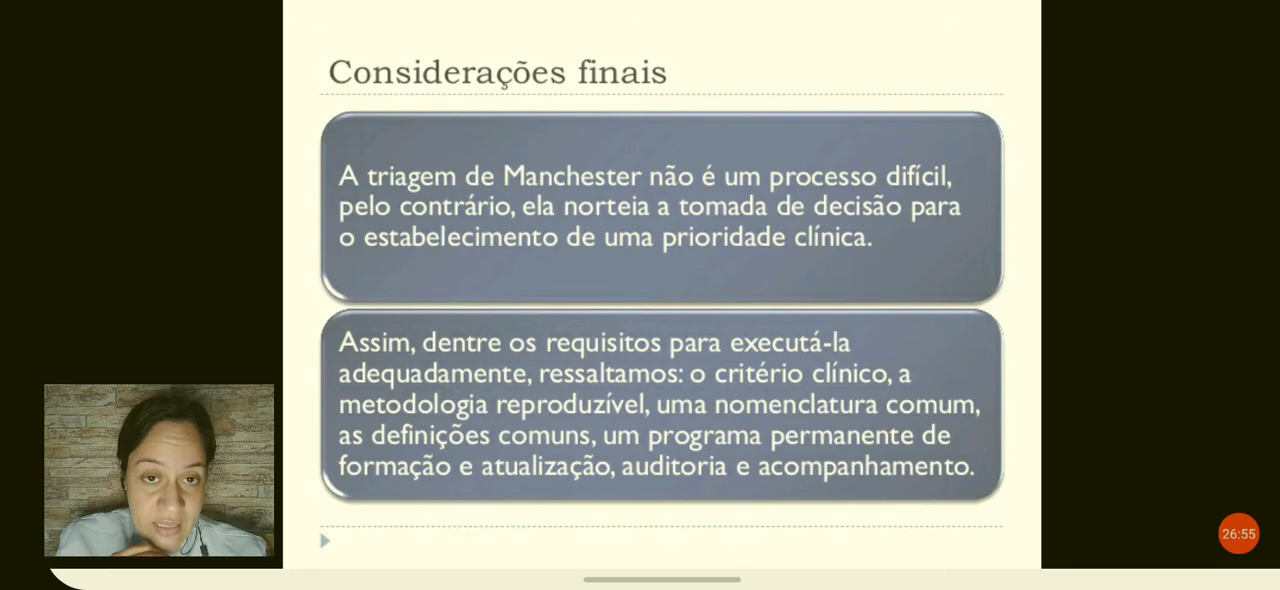 Considerações finais
A triagem de Manchester não é um processo difícil,
pelo contrário, ela norteia a tomada de decisão para
o estabelecimento de uma prioridade clínica.
Assim, dentre os requisitos para executá-la
adequadamente, ressaltamos: o critério clínico, a
metodologia reproduzível, uma nomenclatura comum,
as definições comuns, um programa permanente de
formação e atualização, auditoria e acompanhamento.
26:55